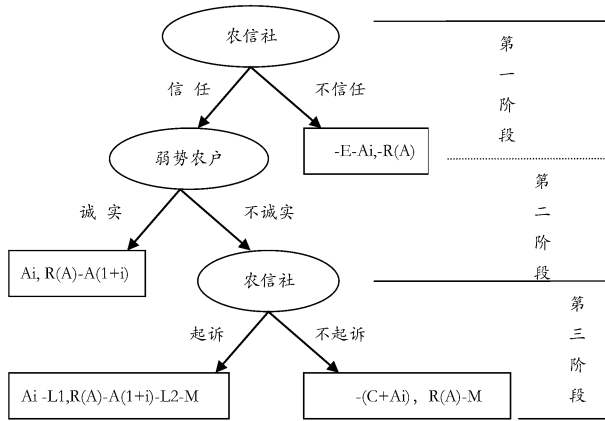 农信社
信 任
不信任
第一阶段
弱势农户
-E-Ai,-R(A)
诚 实
不诚实
第二阶段
Ai, R(A)-A(1+i)
农信社
起诉
不起诉
第三阶段
Ai -L1,R(A)-A(1+i)-L2-M
-(C+Ai)，R(A)-M